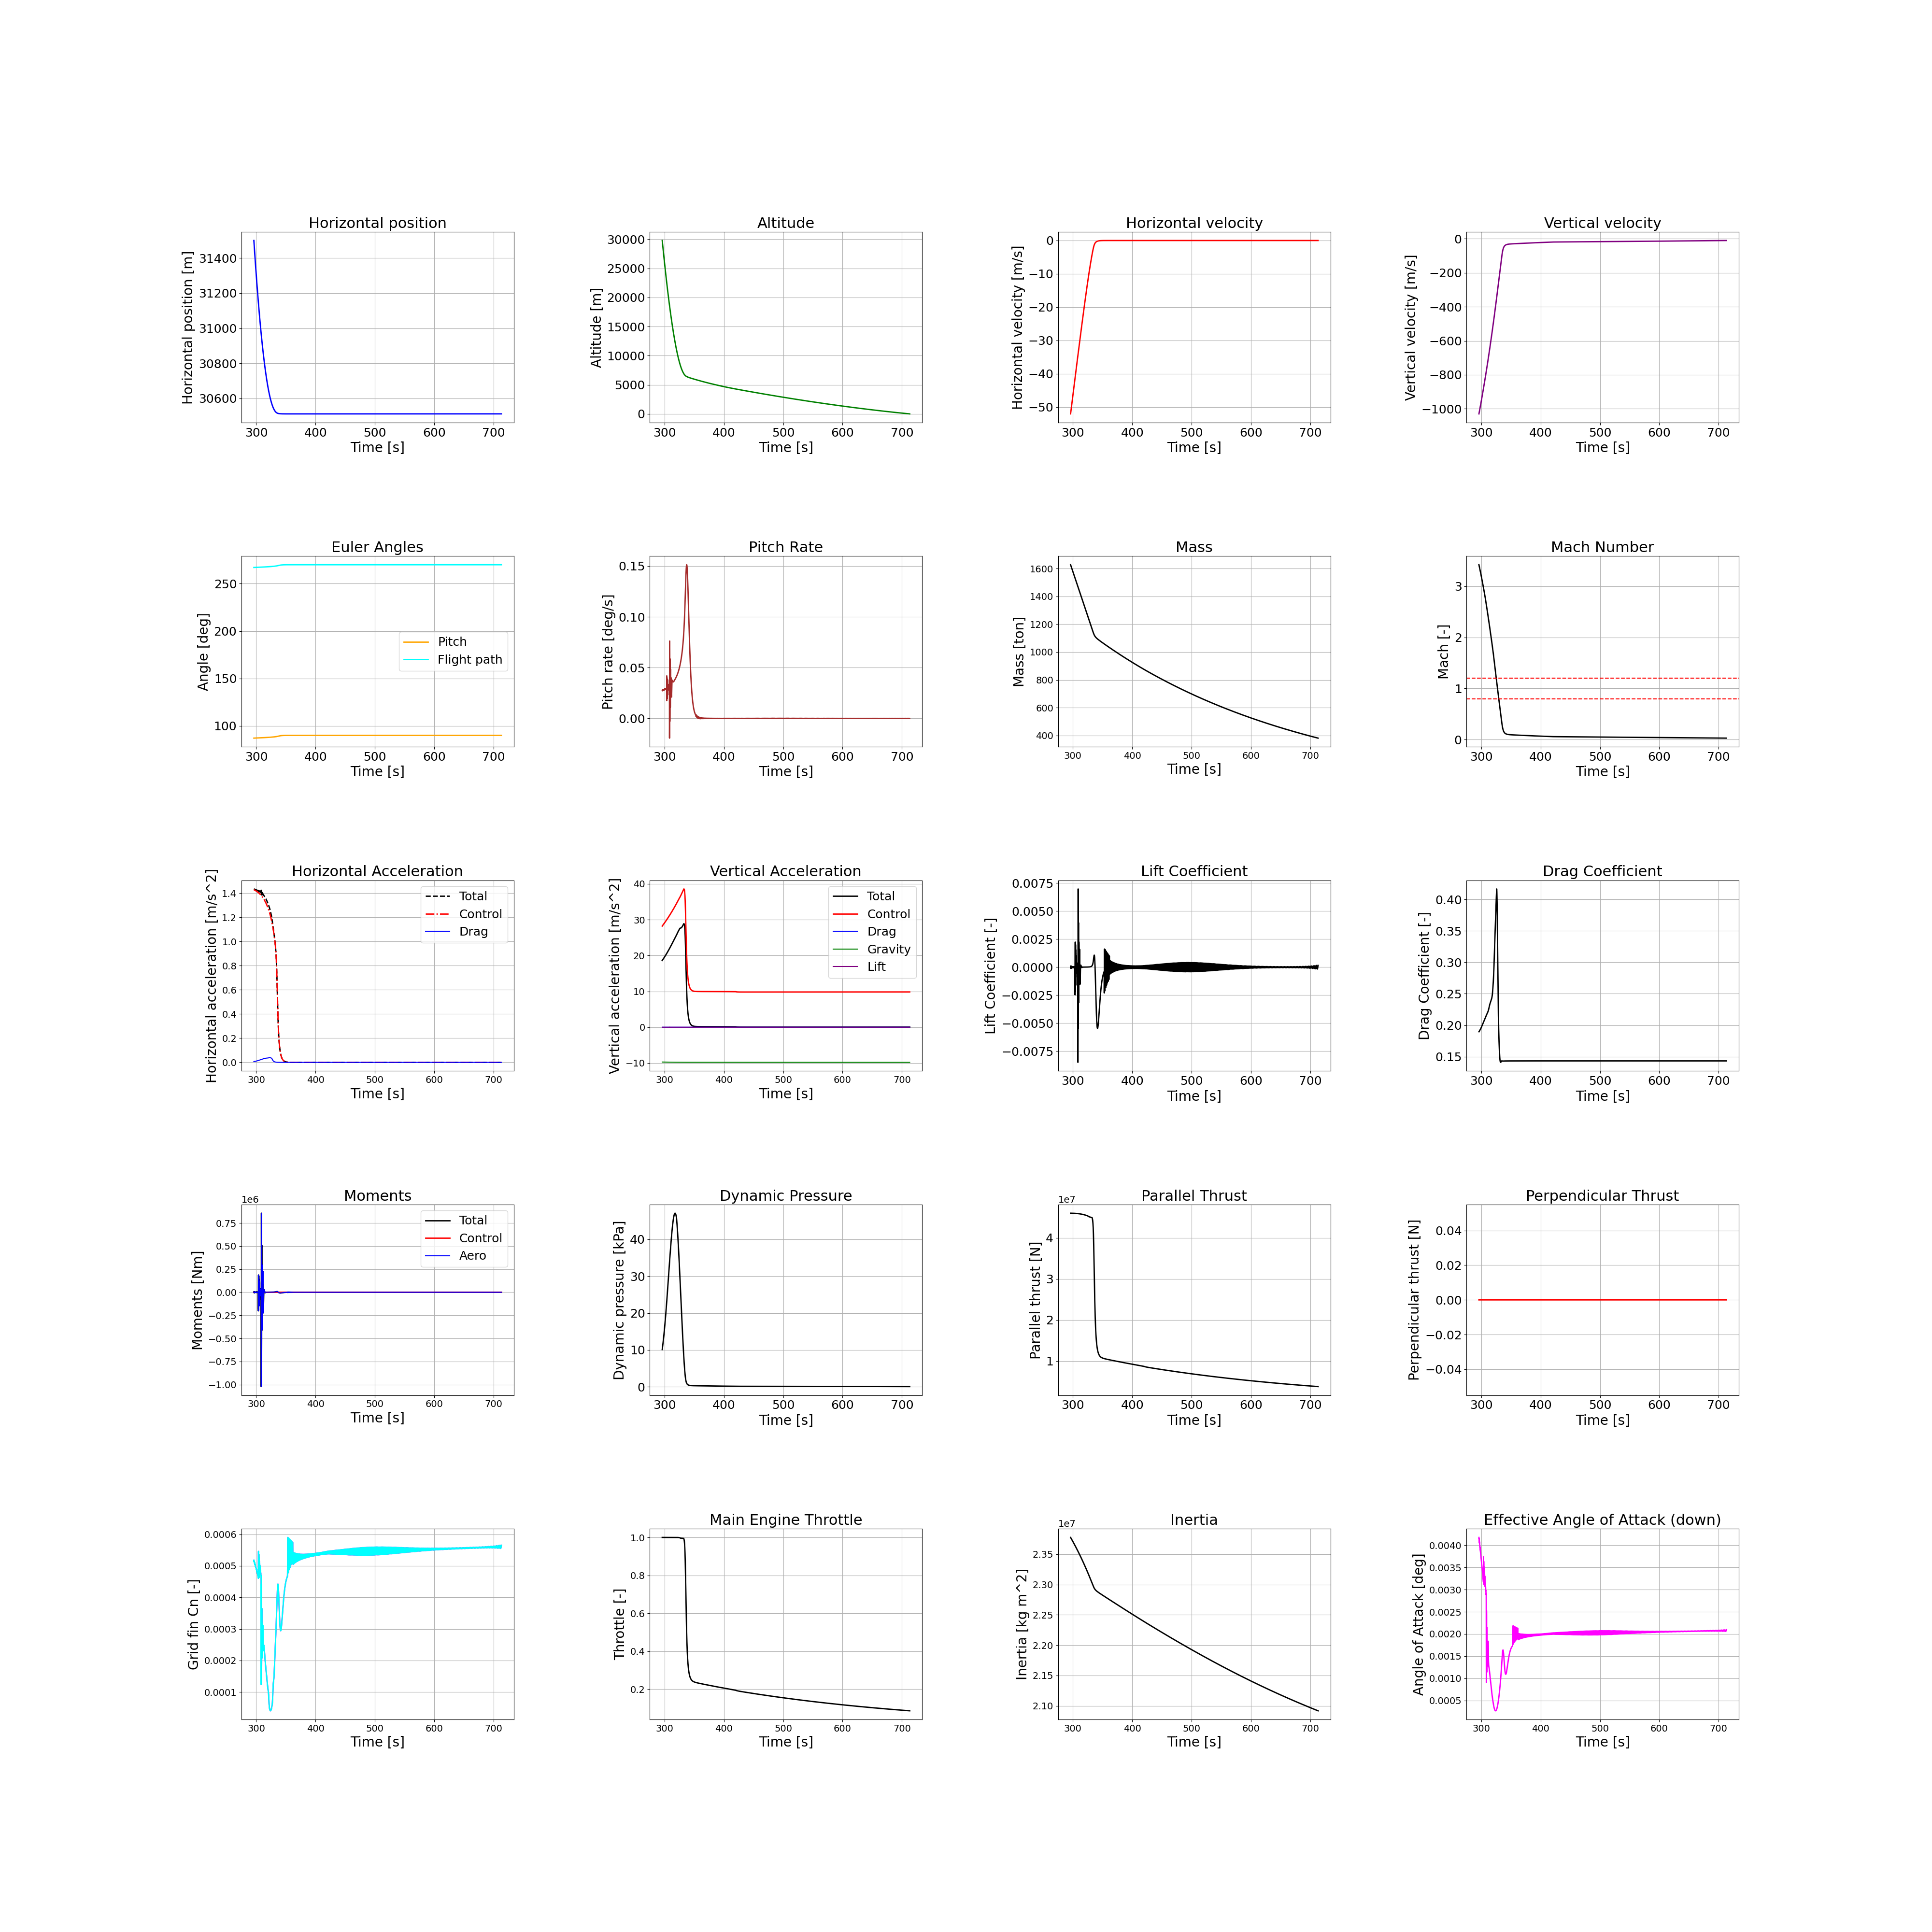 Horizontal position
Horizontal position [m]
31400
31200
31000
30800
30600
300 400 500 600 700
Time [s]
Altitude
Altitude [m]
30000
25000
20000
15000
10000
5000
0
300 400 500 600 700
Time [s]
Horizontal velocity
Horizontal velocity [m/s]
0
−10
−20
−30
−40
−50
300 400 500 600 700
Time [s]
Vertical velocity
Vertical velocity [m/s]
0
−200
−400
−600
−800
−1000
300 400 500 600 700
Time [s]
Euler Angles
Angle [deg]
250
200
150
100
Pitch
Flight path
300 400 500 600 700
Time [s]
Pitch Rate
Pitch rate [deg/s]
0.15
0.10
0.05
0.00
300 400 500 600 700
Time [s]
Mass
Mass [ton]
1600
1400
1200
1000
800
600
400
300 400 500 600 700
Time [s]
Mach Number
Mach [-]
3
2
1
0
300 400 500 600 700
Time [s]
Horizontal Acceleration
Horizontal acceleration [m/s^2]
1.4
1.2
1.0
0.8
0.6
0.4
0.2
0.0
Total
Control
Drag
300 400 500 600 700
Time [s]
Vertical Acceleration
Vertical acceleration [m/s^2]
40
30
20
10
0
−10
Total
Control
Drag
Gravity
Lift
300 400 500 600 700
Time [s]
Lift Coefficient
Lift Coefficient [-]
0.0075
0.0050
0.0025
0.0000
−0.0025
−0.0050
−0.0075
300 400 500 600 700
Time [s]
Drag Coefficient
Drag Coefficient [-]
0.40
0.35
0.30
0.25
0.20
0.15
300 400 500 600 700
Time [s]
Moments
1e6
Moments [Nm]
0.75
0.50
0.25
0.00
−0.25
−0.50
−0.75
−1.00
Total
Control
Aero
300 400 500 600 700
Time [s]
Dynamic Pressure
Dynamic pressure [kPa]
40
30
20
10
0
300 400 500 600 700
Time [s]
Parallel Thrust
1e7
Parallel thrust [N]
4
3
2
1
300 400 500 600 700
Time [s]
Perpendicular Thrust
Perpendicular thrust [N]
0.04
0.02
0.00
−0.02
−0.04
300 400 500 600 700
Time [s]
Grid fin Cn [-]
0.0006
0.0005
0.0004
0.0003
0.0002
0.0001
300 400 500 600 700
Time [s]
Main Engine Throttle
Throttle [-]
1.0
0.8
0.6
0.4
0.2
300 400 500 600 700
Time [s]
Inertia
1e7
Inertia [kg m^2]
2.35
2.30
2.25
2.20
2.15
2.10
300 400 500 600 700
Time [s]
Effective Angle of Attack (down)
Angle of Attack [deg]
0.0040
0.0035
0.0030
0.0025
0.0020
0.0015
0.0010
0.0005
300 400 500 600 700
Time [s]